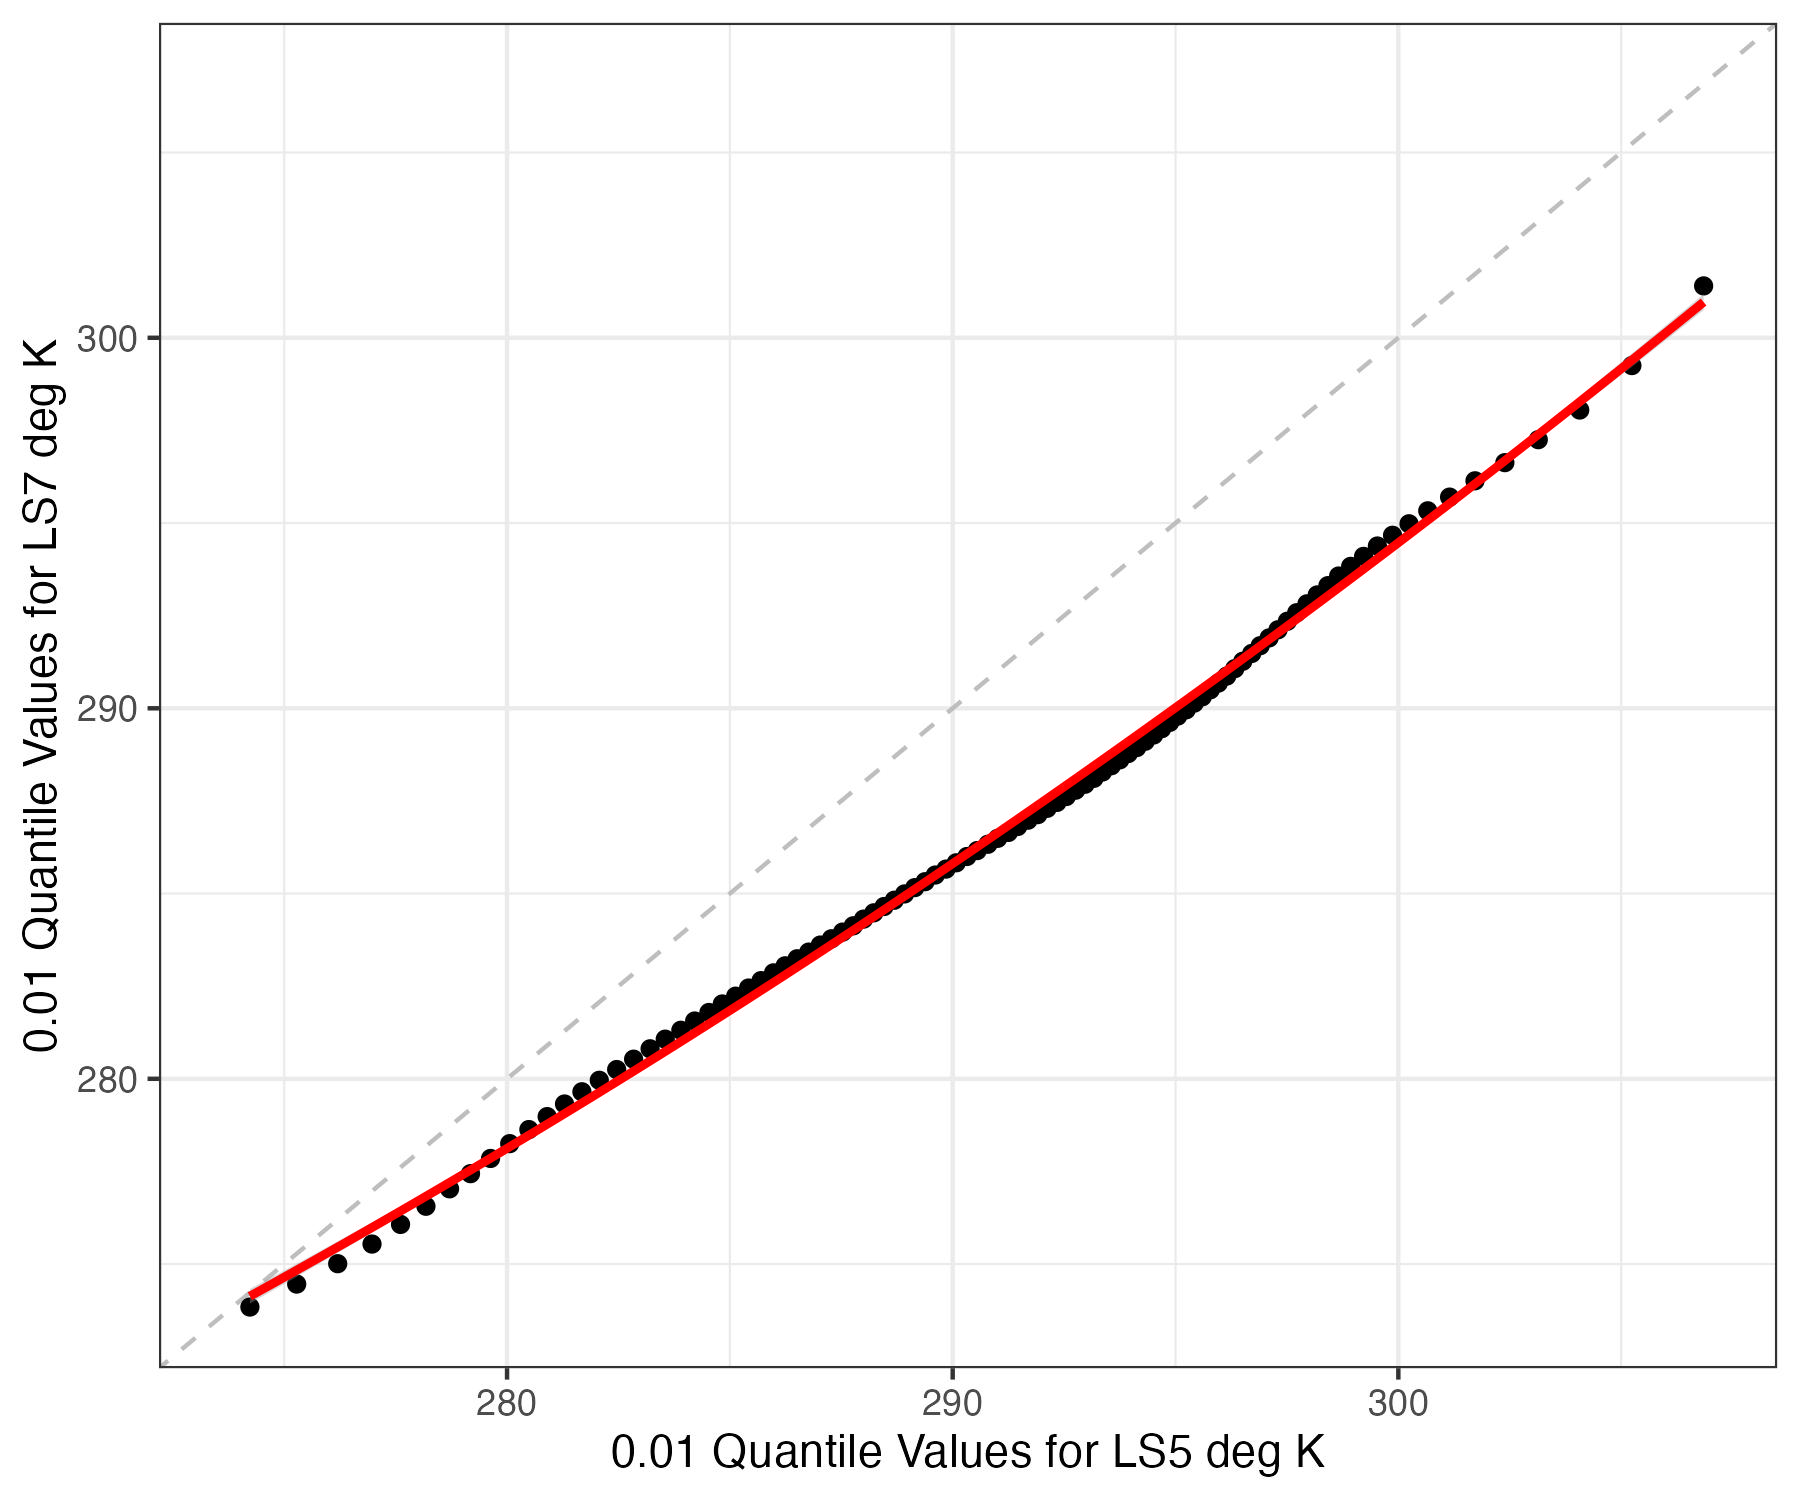 0.01 Quantile Values for LS7 deg K
300
290
280
280 290 300
0.01 Quantile Values for LS5 deg K